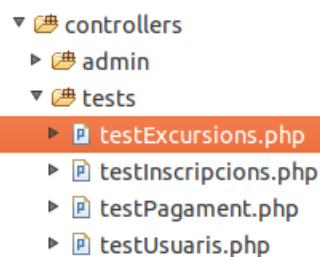 controllers
admin
tests
testExcursions.php
testInscripcions.php
testPagament.php
testUsuaris.php